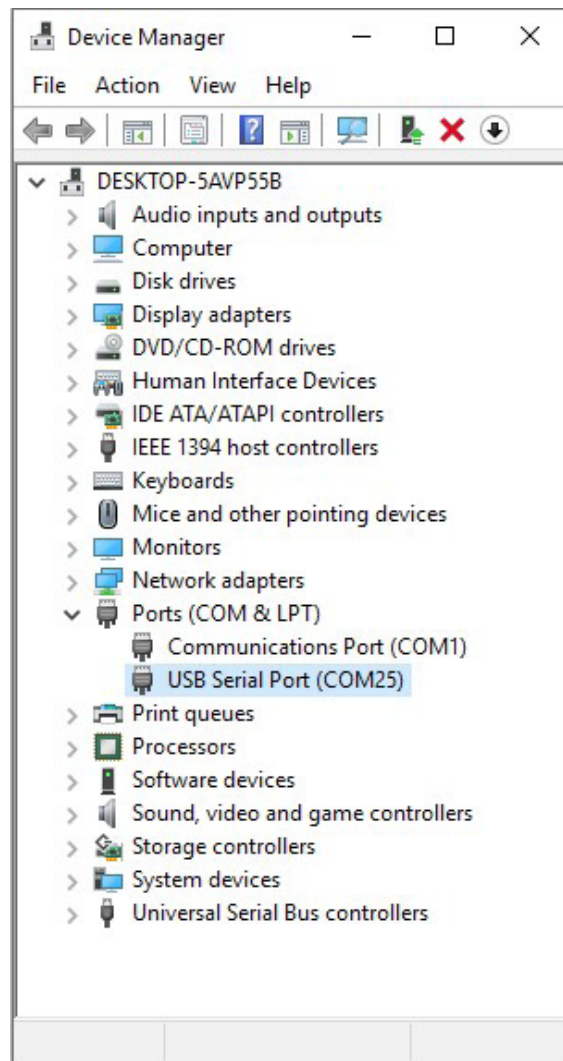 Device Manager
File Action View Help
DESKTOP-5AVP55B
Audio inputs and outputs
Computer
Disk drives
Display adapters
DVD/CD-ROM drives
Human Interface Devices
IDE ATA/ATAPI controllers
IEEE 1394 host controllers
Keyboards
Mice and other pointing devices
Monitors
Network adapters
Ports (COM & LPT)
Communications Port (COM1)
USB Serial Port (COM25)
Print queues
Processors
Software devices
Sound, video and game controllers
Storage controllers
System devices
Universal Serial Bus controllers